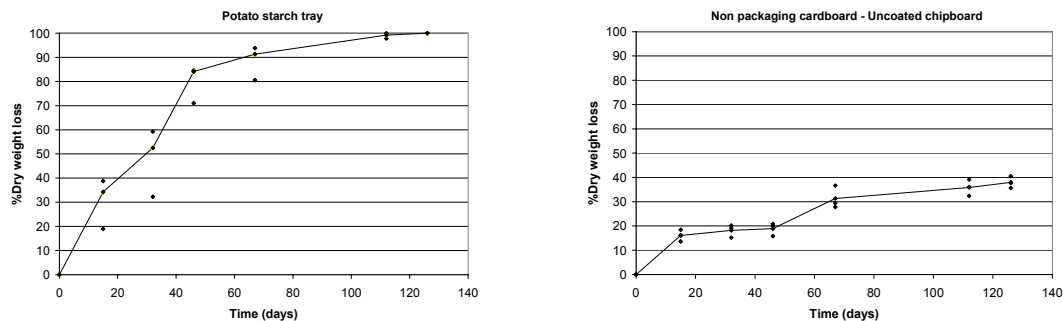 Potato starch tray
100
90
80
70
60
50
40
30
20
10
0
%Dry weight loss
0 20 40 60 80 100 120 140
Time (days)
Non packaging cardboard - Uncoated chipboard
100
90
80
70
60
50
40
30
20
10
0
%Dry weight loss
0 20 40 60 80 100 120 140
Time (days)